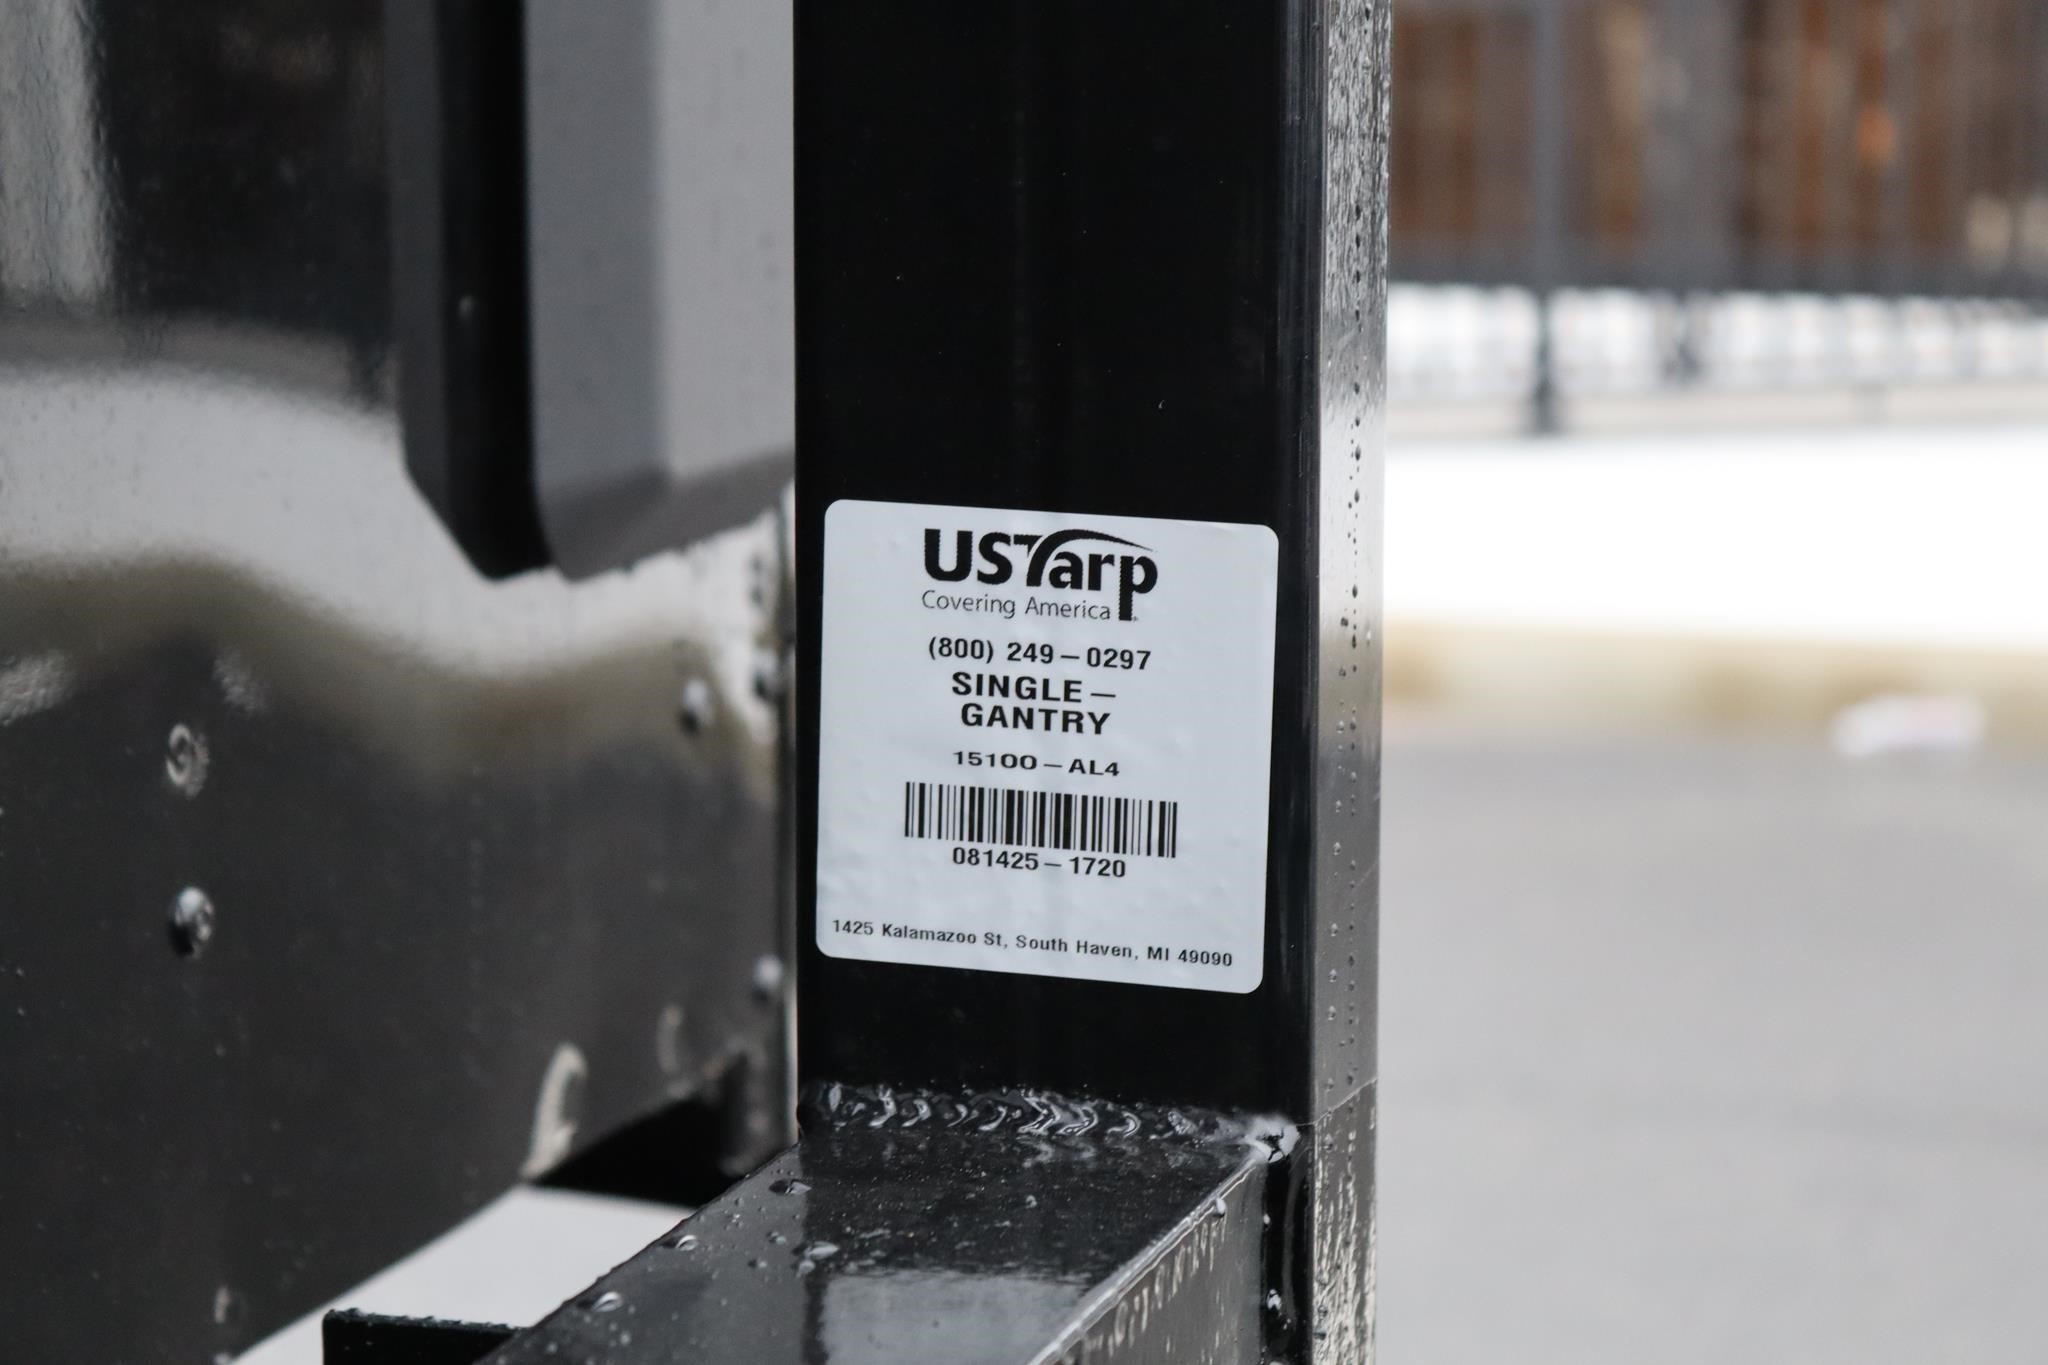 USTarp
Covering America
(800) 249-0297
SINGLE-
GANTRY
15100-AL4
081425-1720
1425 Kalamazoo St, South Haven, MI 49090